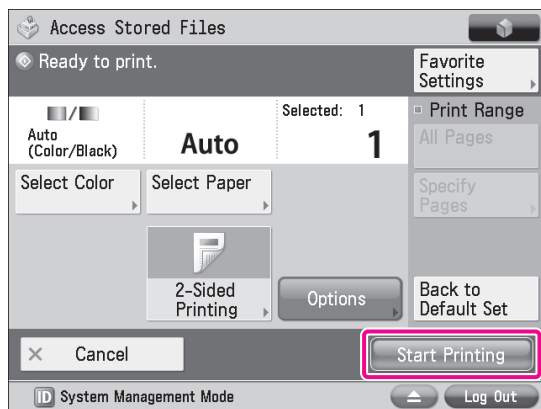 Access Stored Files
Ready to print.
Favorite
Settings
Auto
(Color/Black)
Auto
Selected: 1
1
Print Range
All Pages
Select Color
Select Paper
Specify
Pages
2-Sided
Printing
Options
Back to
Default Set
Cancel
Start Printing
ID System Management Mode
Log Out